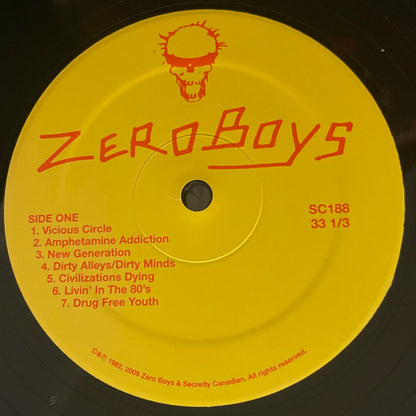 ZERO BOYS
SIDE ONE
1. Vicious Circle
2. Amphetamine Addiction
3. New Generation
4. Dirty Alleys/Dirty Minds
5. Civilizations Dying
6. Livin' In The 80's
7. Drug Free Youth
SC188
33 1/3
©&℗ 1982, 2009 Zero Boys & Secretly Canadian. All rights reserved.